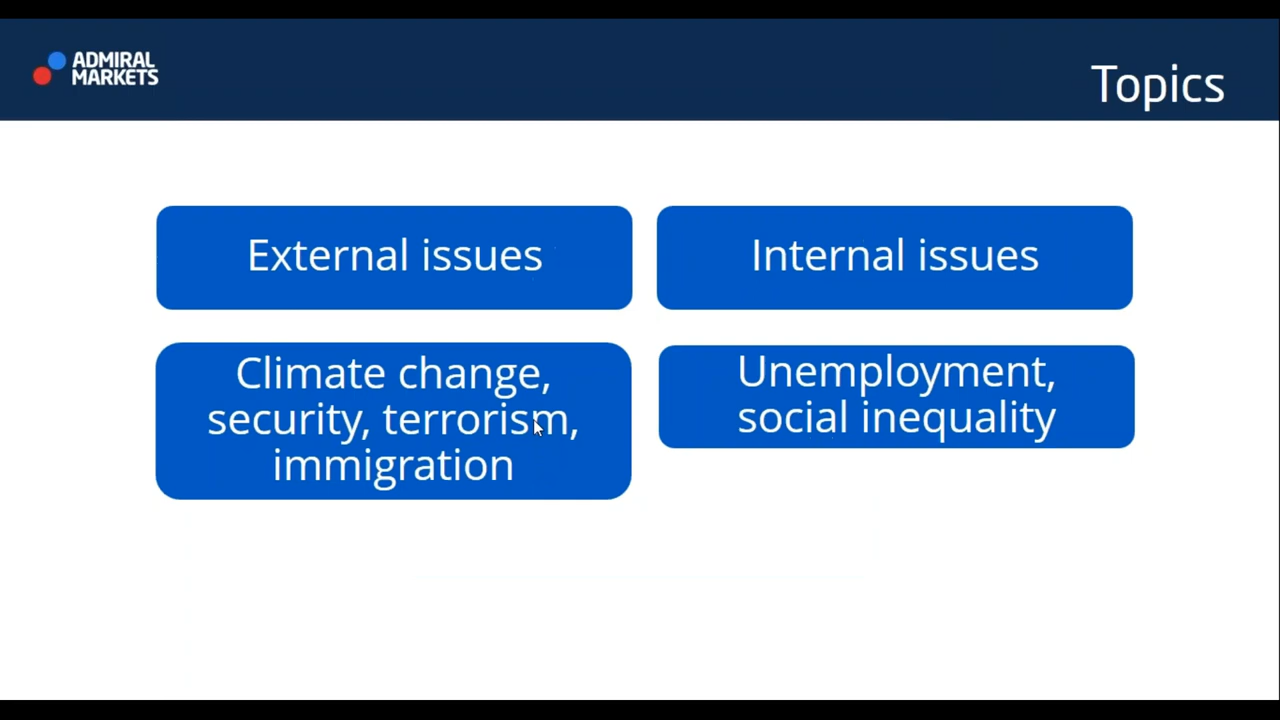 ADMIRAL
MARKETS
Topics
External issues
Internal issues
Climate change,
security, terrorism,
immigration
Unemployment,
social inequality